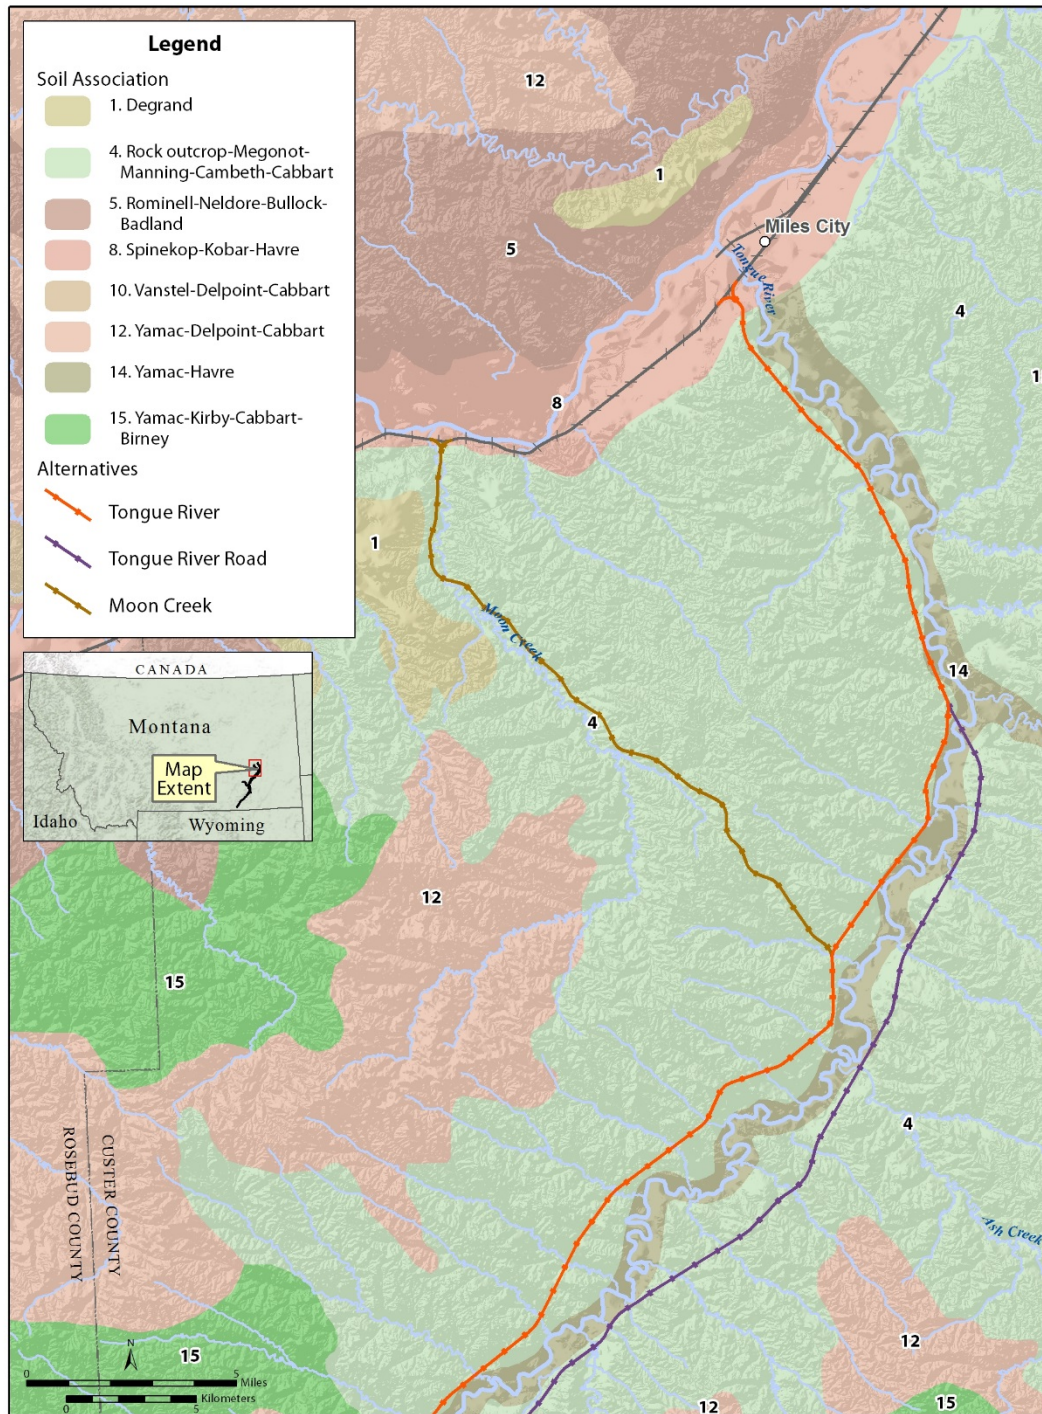 Legend
Soil Association
1. Degrand
4. Rock outcrop-Megonot-
Manning-Cambeth-Cabbart
5. Rominell-Neldore-Bullock-
Badland
8. Spinekop-Kobar-Havre
10. Vanstel-Delpoint-Cabbart
12. Yamac-Delpoint-Cabbart
14. Yamac-Havre
15. Yamac-Kirby-Cabbart-
Birney
Alternatives
Tongue River
Tongue River Road
Moon Creek
CANADA
Montana
Map
Extent
Idaho
Wyoming
12
1
Miles City
5
Tongue River
4
8
1
1
Moon Creek
14
4
12
15
4
ROSEBUD COUNTY
CUSTER COUNTY
Ash Creek
12
15
N
0 5
Miles
Kilometers
0 5
12
15